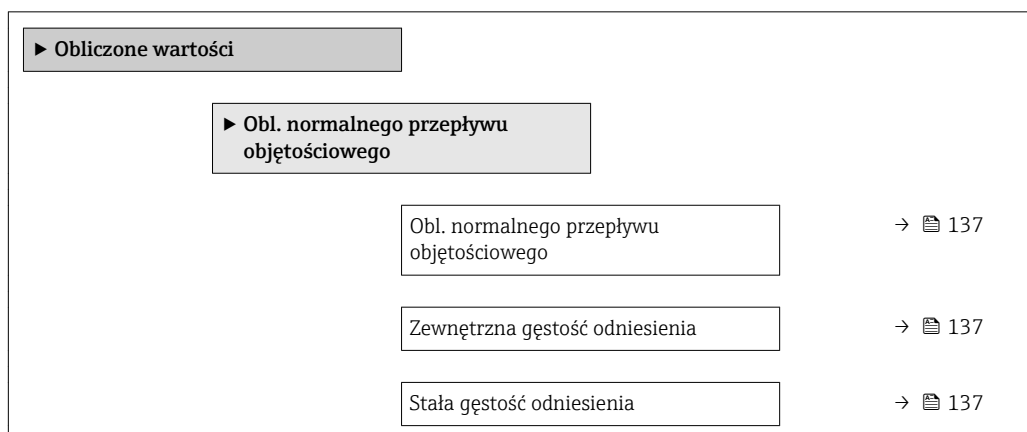 ► Obliczone wartości
► Obl. normalnego przepływu
objętościowego
Obl. normalnego przepływu → 🖹 137
objętościowego
Zewnętrzna gęstość odniesienia → 🖹 137
Stała gęstość odniesienia → 🖹 137